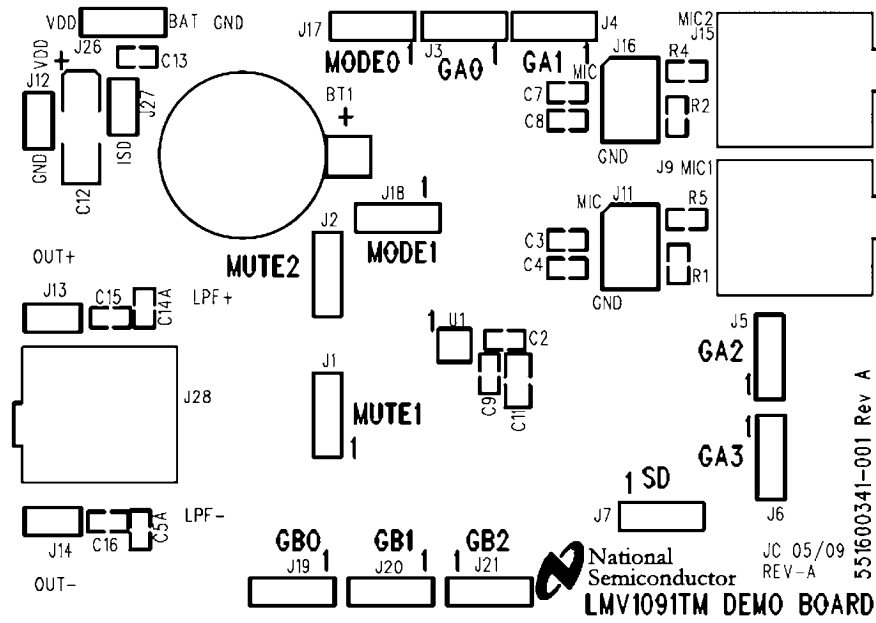 VDD BAT GND
J26
VDD + C13
J12
J27
GND
ISD
C12
BT1
+
J17
MODE0 1
J3
GA0 1
J4
GA1 1
MIC J16
C7
C8
GND
R4
R2
MIC2
J15
J9 MIC1
MIC J11
C3
C4
GND
R5
R1
J18 1
MODE1
J2
MUTE2
OUT+
J13 C15 C14A LPF+
J28
J1
MUTE1
1
1 U1
C2
C9
C11
J5
GA2
1
1
GA3
J6
1 SD
J7
LPF-
J14 C16 C5A
OUT-
GB0 1
J19
GB1 1
J20
1 GB2
J21
National
Semiconductor
LMV1091TM DEMO BOARD
JC 05/09
REV-A
551600341-001 Rev A